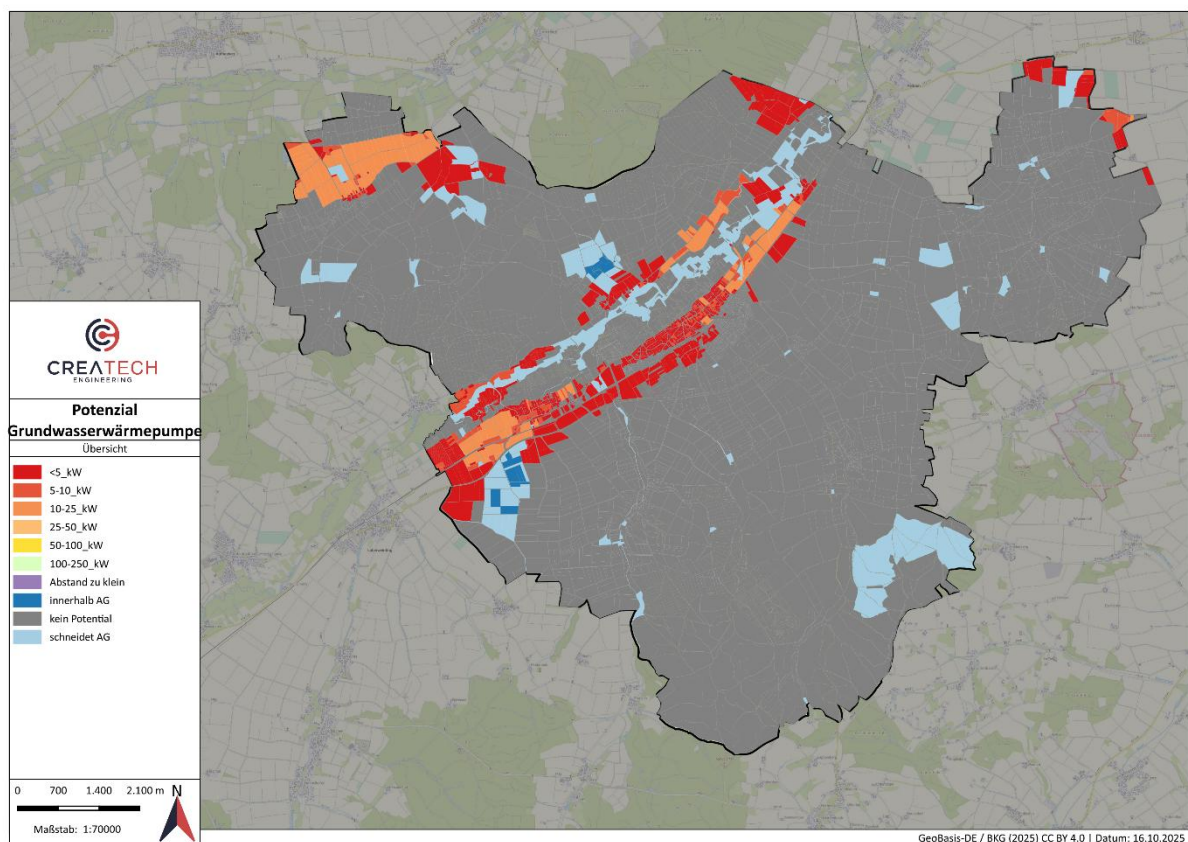 CREATECH
ENGINEERING
Potenzial
Grundwasserwärmepumpe
Übersicht
<5_kW
5-10_kW
10-25_kW
25-50_kW
50-100_kW
100-250_kW
Abstand zu klein
innerhalb AG
kein Potential
schneidet AG
0 700 1.400 2.100 m
N
Maßstab: 1:70000
GeoBasis-DE / BKG (2025) CC BY 4.0 | Datum: 16.10.2025